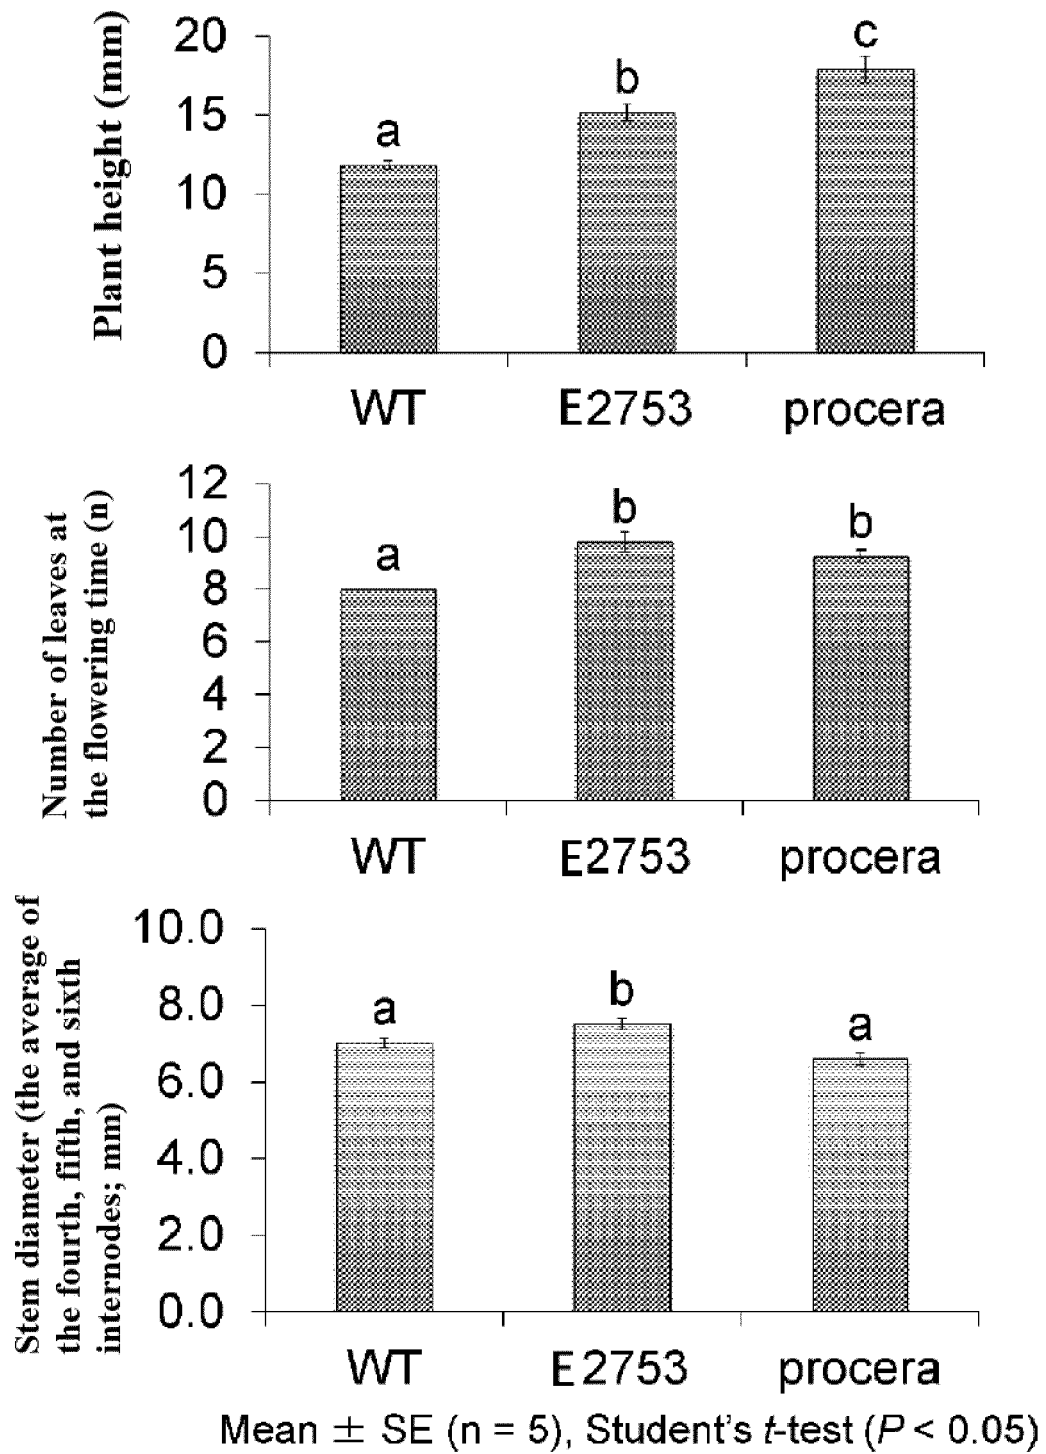 Plant height (mm)
20
15
10
5
0
a
b
c
WT
E2753
procera
Number of leaves at
the flowering time (n)
12
10
8
6
4
2
0
a
b
b
WT
E2753
procera
Stem diameter (the average of
the fourth, fifth, and sixth
internodes; mm)
10.0
8.0
6.0
4.0
2.0
0.0
a
b
a
WT
E2753
procera
Mean ± SE (n = 5), Student's t-test (P < 0.05)